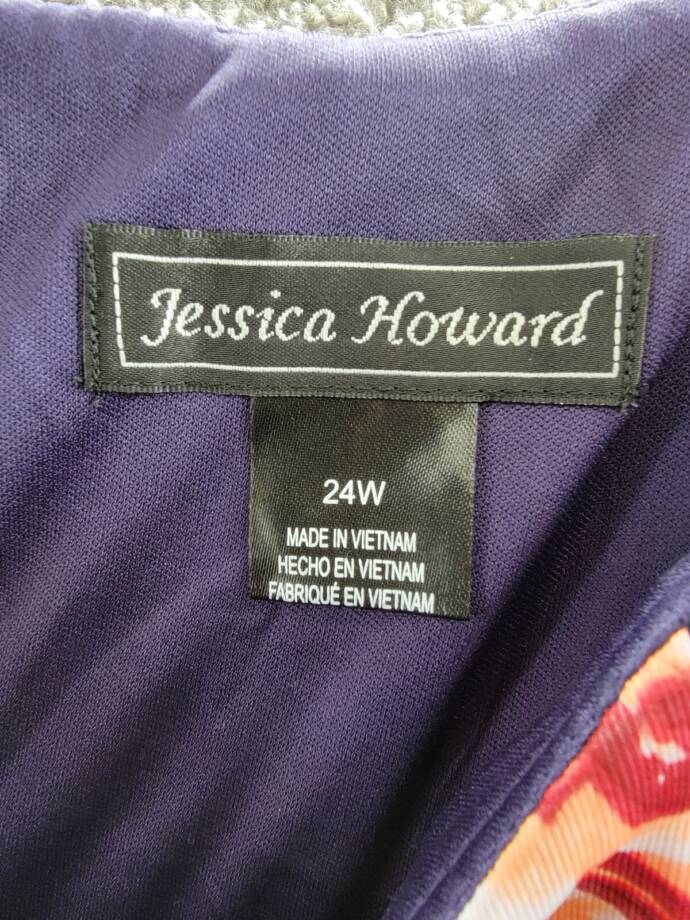 Jessica Howard
24W
MADE IN VIETNAM
HECHO EN VIETNAM
FABRIQUÉ EN VIETNAM